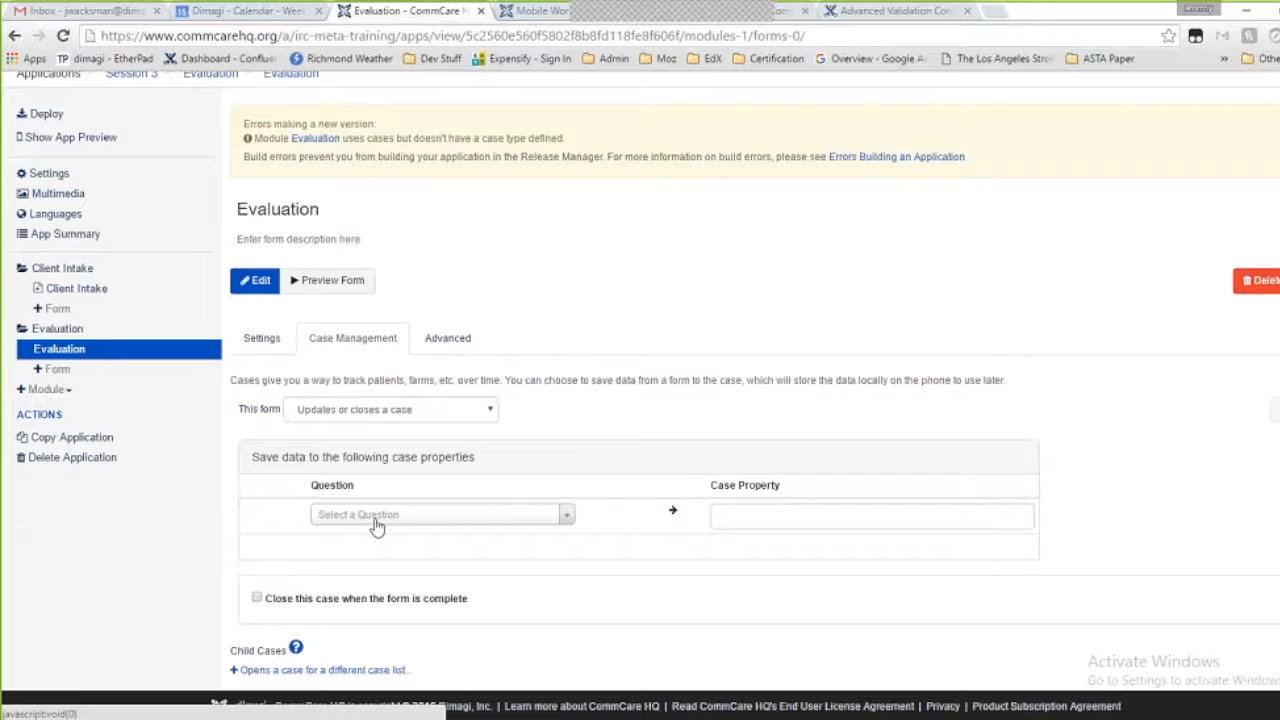 Inbox - jwacksman@dim
Dimagi - Calendar - Wee
Evaluation - CommCare H
Mobile Wor
Advanced Validation Co
https://www.commcarehq.org/a/irc-meta-training/apps/view/5c2560e560f5802f8b8fd118fe8f606f/modules-1/forms-0/
Apps TP dimagi - EtherPad Dashboard - Conflue Richmond Weather Dev Stuff Expensify - Sign In Admin Moz EdX Certification Overview - Google A The Los Angeles Stro ASTA Paper » Othe
Applications Session 3 Evaluation Evaluation
Deploy
Show App Preview
Settings
Multimedia
Languages
App Summary
Client Intake
Client Intake
+ Form
Evaluation
Evaluation
+ Form
+ Module
ACTIONS
Copy Application
Delete Application
Errors making a new version:
Module Evaluation uses cases but doesn't have a case type defined.
Build errors prevent you from building your application in the Release Manager. For more information on build errors, please see Errors Building an Application
Evaluation
Enter form description here
Edit Preview Form
Delet
Settings Case Management Advanced
Cases give you a way to track patients, farms, etc. over time. You can choose to save data from a form to the case, which will store the data locally on the phone to use later.
This form Updates or closes a case
Save data to the following case properties
Question Case Property
Select a Question
Close this case when the form is complete
Child Cases ?
+ Opens a case for a different case list...
Activate Windows
Go to Settings to activate Windows
Dimagi, Inc. | Learn more about CommCare HQ | Read CommCare HQ's End User License Agreement | Privacy | Product Subscription Agreement
javascript:void(0)